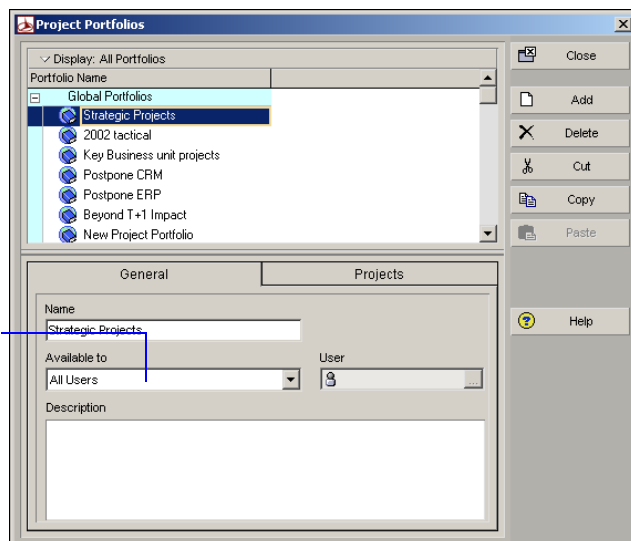 Project Portfolios
Display: All Portfolios
Portfolio Name
Global Portfolios
Strategic Projects
2002 tactical
Key Business unit projects
Postpone CRM
Postpone ERP
Beyond T+1 Impact
New Project Portfolio
Close
Add
Delete
Cut
Copy
Paste
Help
General
Projects
Name
Strategic Projects
Available to
User
All Users
...
Description